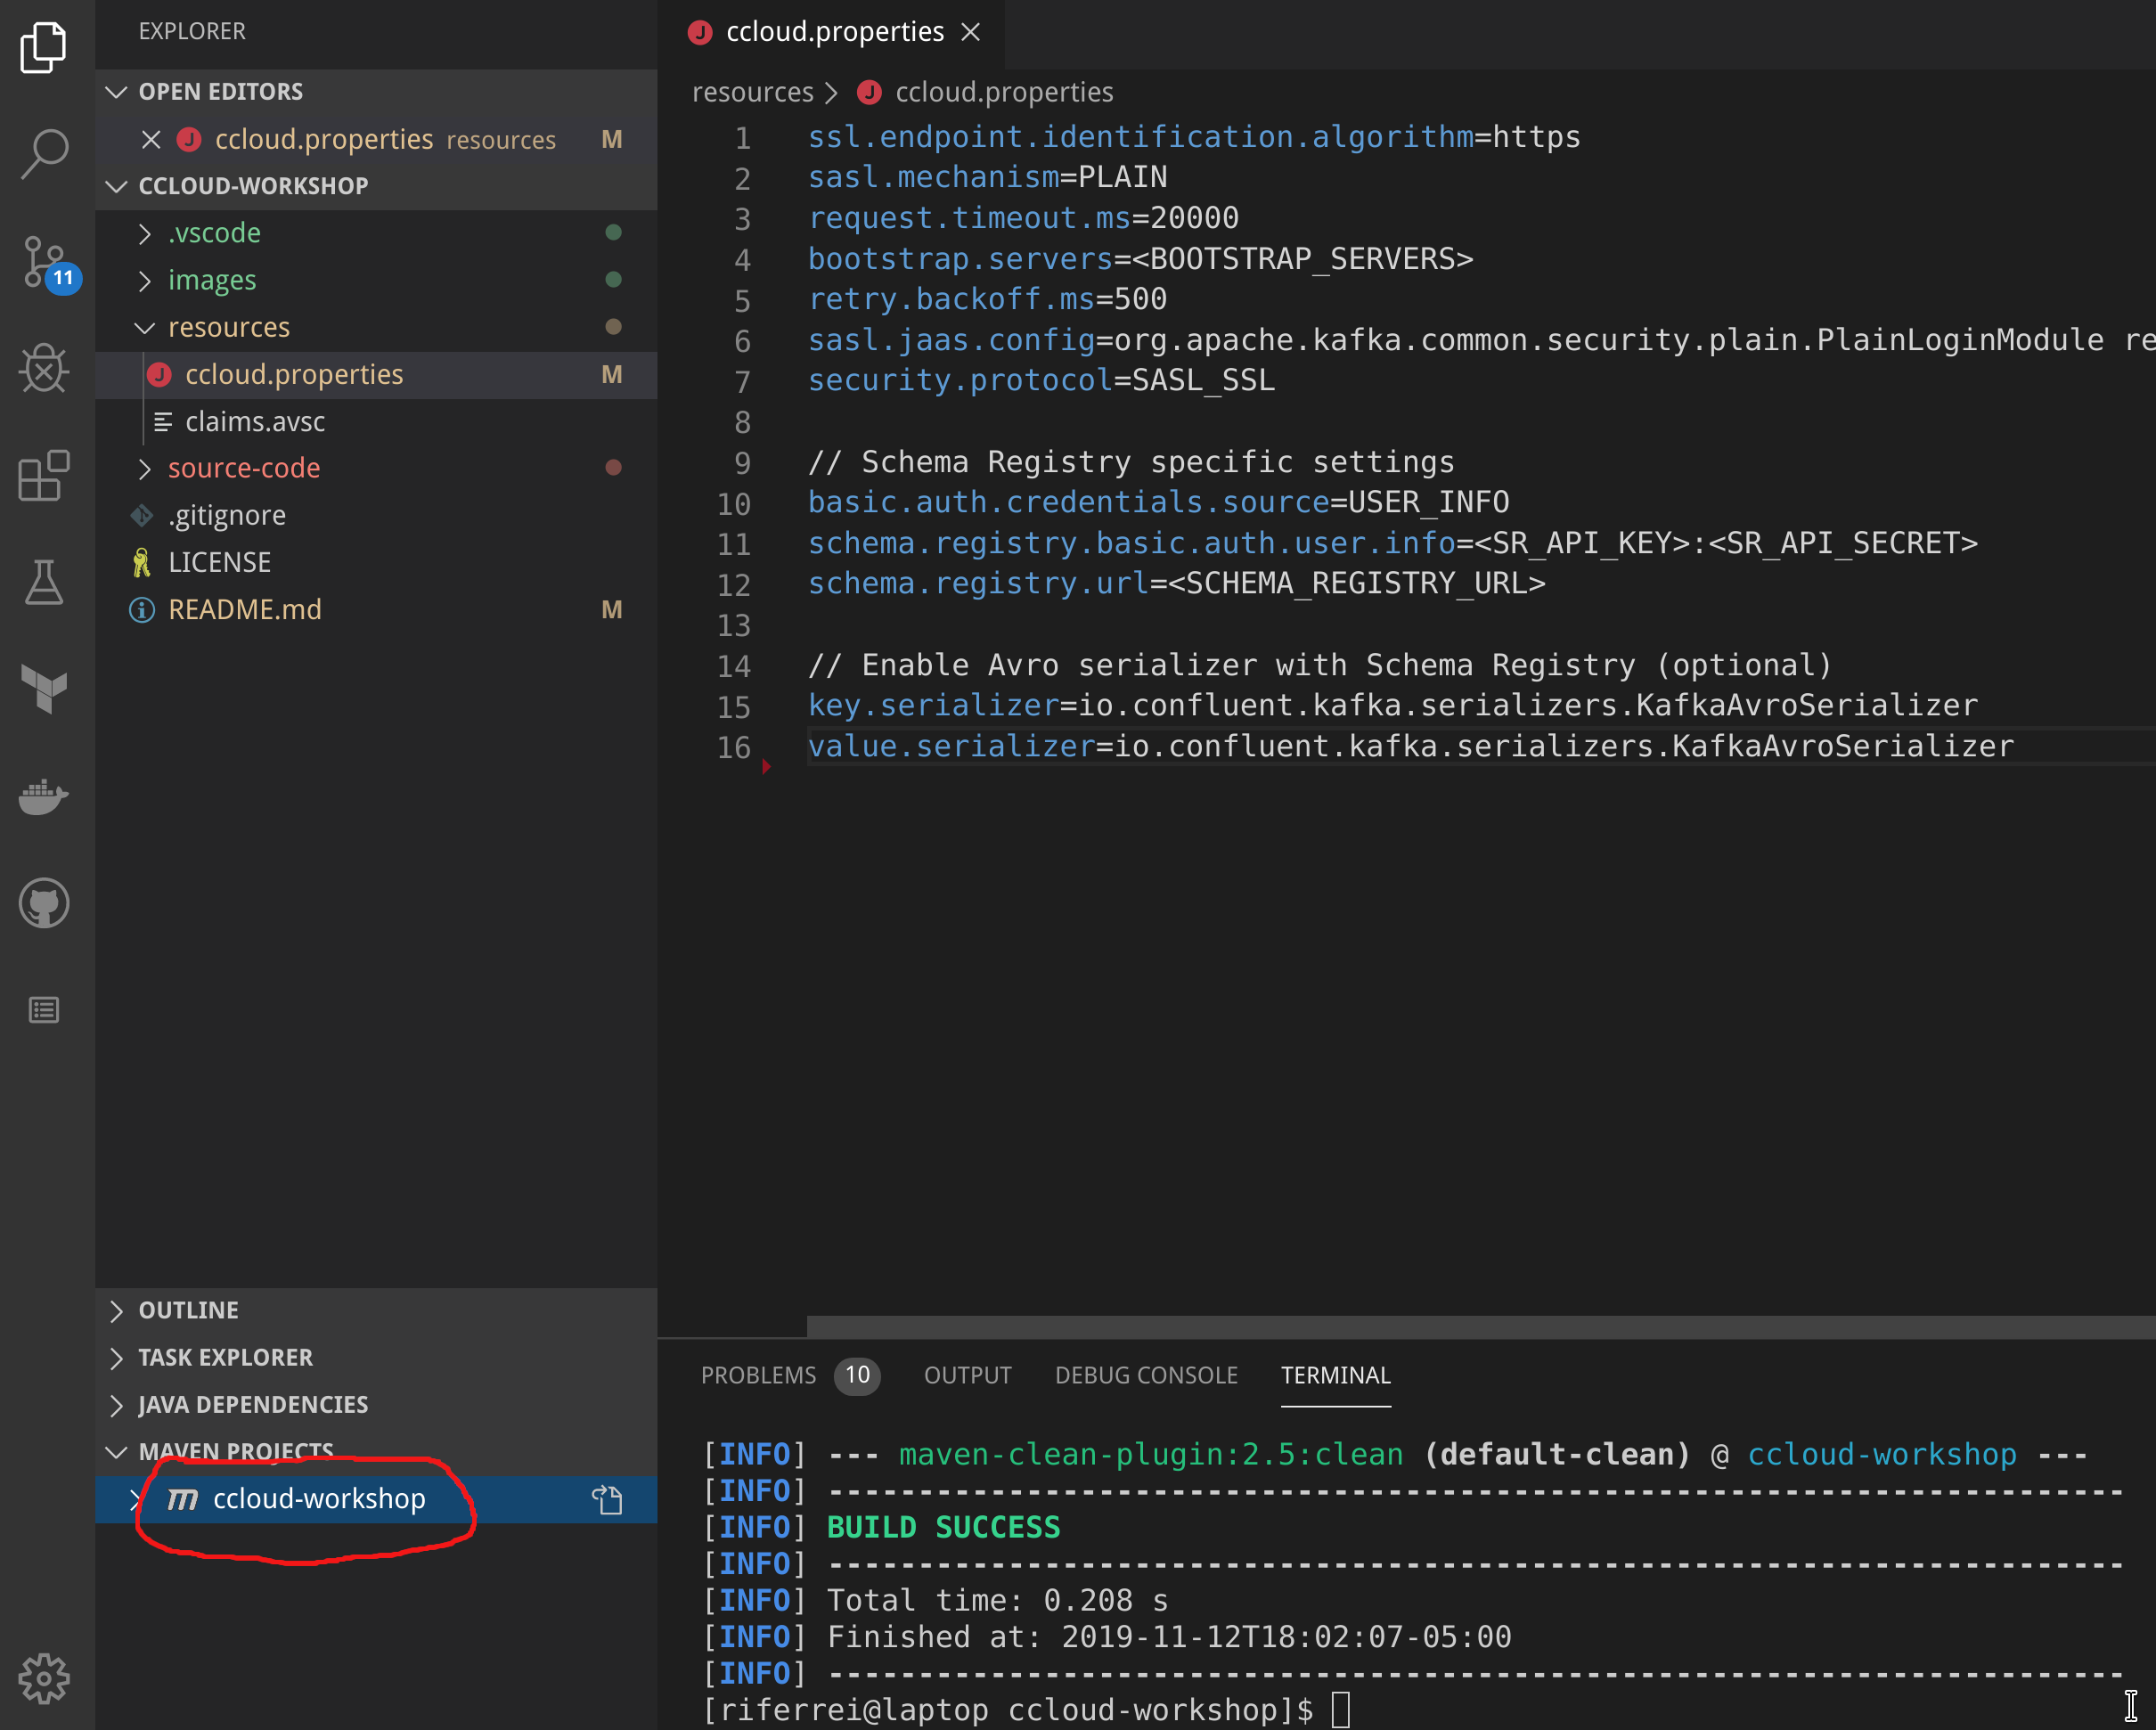 EXPLORER
OPEN EDITORS
ccloud.properties resources M
CCLOUD-WORKSHOP
.vscode
images
resources
ccloud.properties M
claims.avsc
source-code
.gitignore
LICENSE
README.md M
11
OUTLINE
TASK EXPLORER
JAVA DEPENDENCIES
MAVEN PROJECTS
ccloud-workshop
ccloud.properties
resources > ccloud.properties
1 ssl.endpoint.identification.algorithm=https
2 sasl.mechanism=PLAIN
3 request.timeout.ms=20000
4 bootstrap.servers=<BOOTSTRAP_SERVERS>
5 retry.backoff.ms=500
6 sasl.jaas.config=org.apache.kafka.common.security.plain.PlainLoginModule re
7 security.protocol=SASL_SSL
8
9 // Schema Registry specific settings
10 basic.auth.credentials.source=USER_INFO
11 schema.registry.basic.auth.user.info=<SR_API_KEY>:<SR_API_SECRET>
12 schema.registry.url=<SCHEMA_REGISTRY_URL>
13
14 // Enable Avro serializer with Schema Registry (optional)
15 key.serializer=io.confluent.kafka.serializers.KafkaAvroSerializer
16 value.serializer=io.confluent.kafka.serializers.KafkaAvroSerializer
PROBLEMS 10 OUTPUT DEBUG CONSOLE TERMINAL
[INFO] --- maven-clean-plugin:2.5:clean (default-clean) @ ccloud-workshop ---
[INFO] ------------------------------------------------------------------------
[INFO] BUILD SUCCESS
[INFO] ------------------------------------------------------------------------
[INFO] Total time: 0.208 s
[INFO] Finished at: 2019-11-12T18:02:07-05:00
[INFO] ------------------------------------------------------------------------
[riferrei@laptop ccloud-workshop]$